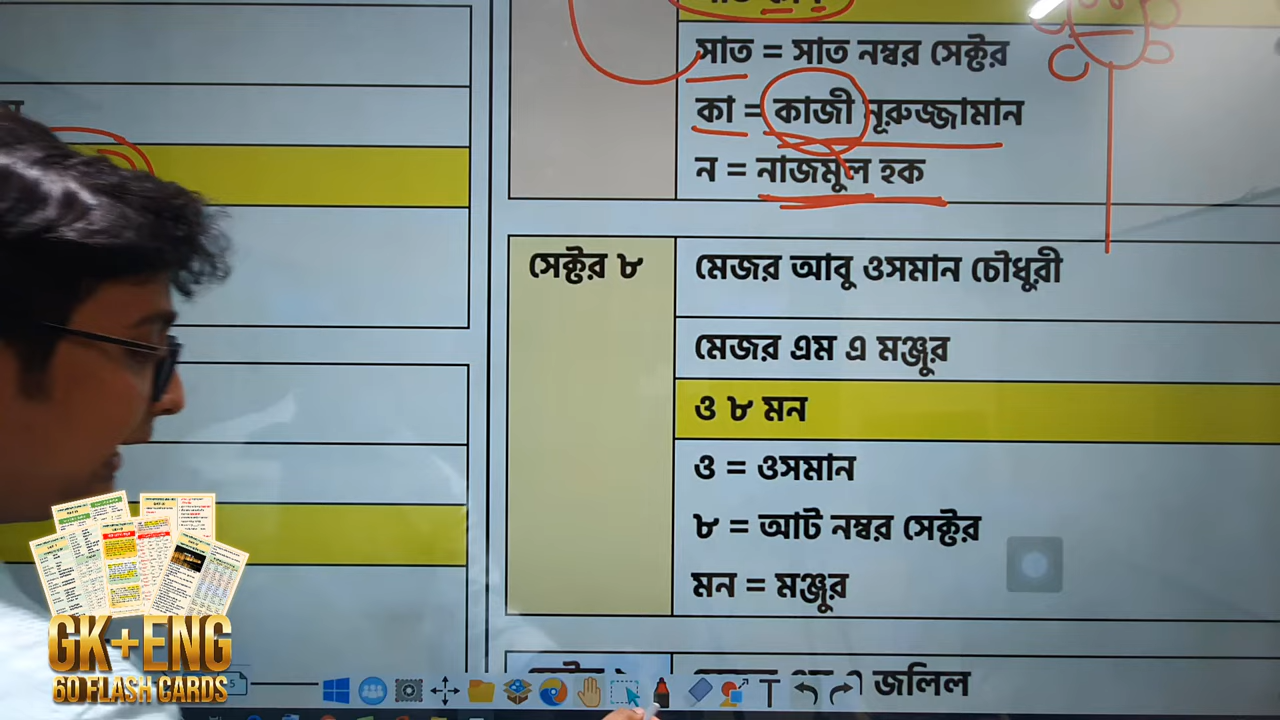 সাত = সাত নম্বর সেক্টর
কা = কাজী নূরুজ্জামান
ন = নাজমুল হক
সেক্টর ৮
মেজর আবু ওসমান চৌধুরী
মেজর এম এ মঞ্জুর
ও ৮ মন
ও = ওসমান
৮ = আট নম্বর সেক্টর
মন = মঞ্জুর
জলিল
GK+ENG
60 FLASH CARDS